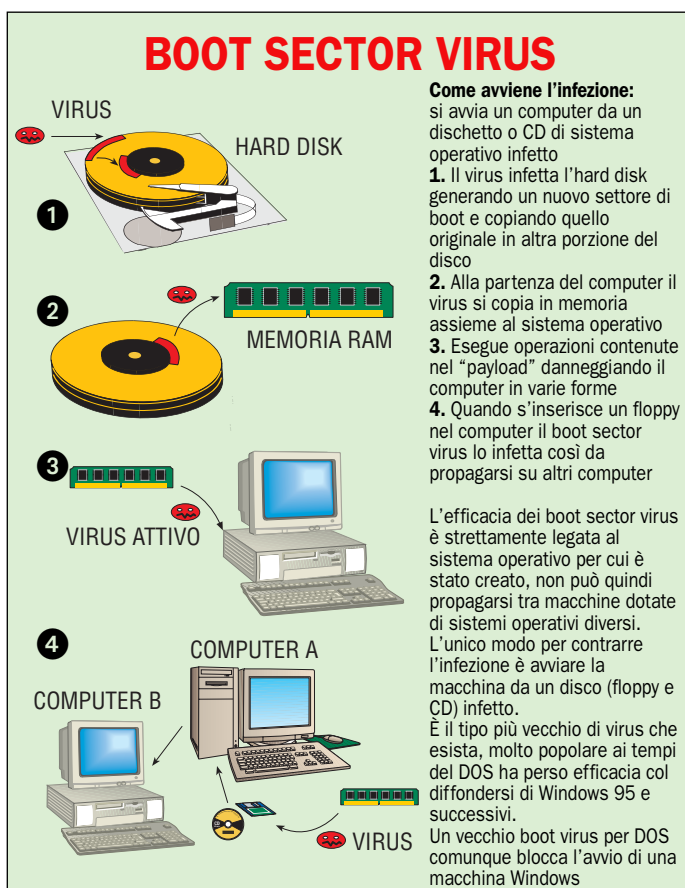 BOOT SECTOR VIRUS
VIRUS
HARD DISK
1
2
MEMORIA RAM
3
VIRUS ATTIVO
4
COMPUTER A
COMPUTER B
VIRUS
Come avviene l'infezione:
si avvia un computer da un
dischetto o CD di sistema
operativo infetto
1. Il virus infetta l'hard disk
generando un nuovo settore di
boot e copiando quello
originale in altra porzione del
disco
2. Alla partenza del computer il
virus si copia in memoria
assieme al sistema operativo
3. Esegue operazioni contenute
nel “payload” danneggiando il
computer in varie forme
4. Quando s'inserisce un floppy
nel computer il boot sector
virus lo infetta così da
propagarsi su altri computer
L'efficacia dei boot sector virus
è strettamente legata al
sistema operativo per cui è
stato creato, non può quindi
propagarsi tra macchine dotate
di sistemi operativi diversi.
L'unico modo per contrarre
l'infezione è avviare la
macchina da un disco (floppy e
CD) infetto.
È il tipo più vecchio di virus che
esista, molto popolare ai tempi
del DOS ha perso efficacia col
diffondersi di Windows 95 e
successivi.
Un vecchio boot virus per DOS
comunque blocca l'avvio di una
macchina Windows